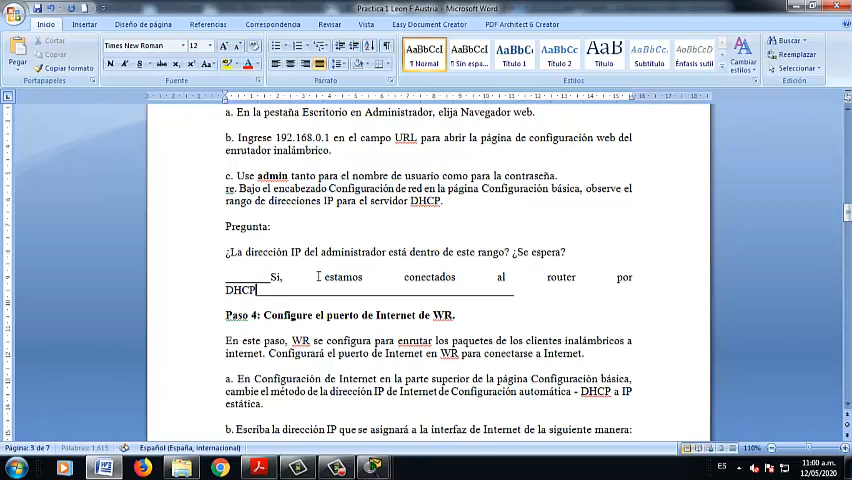 Practica 1 Leon F Austria - Microsoft Word
Inicio Insertar Diseño de página Referencias Correspondencia Revisar Vista Easy Document Creator PDF Architect 6 Creator
Pegar
Cortar
Copiar
Copiar formato
Portapapeles
Times New Roman 12
Fuente
Párrafo
AaBbCcI AaBbCcI AaBbC AaBbCc AaB AaBbCcI AaBbCcD
¶ Normal ¶ Sin espa... Título 1 Título 2 Título Subtítulo Énfasis sutil
Estilos
Cambiar estilos
Buscar
Reemplazar
Seleccionar
Edición
a. En la pestaña Escritorio en Administrador, elija Navegador web.
b. Ingrese 192.168.0.1 en el campo URL para abrir la página de configuración web del
enrutador inalámbrico.
c. Use admin tanto para el nombre de usuario como para la contraseña.
re. Bajo el encabezado Configuración de red en la página Configuración básica, observe el
rango de direcciones IP para el servidor DHCP.
Pregunta:
¿La dirección IP del administrador está dentro de este rango? ¿Se espera?
_______Si, estamos conectados al router por
DHCP
Paso 4: Configure el puerto de Internet de WR.
En este paso, WR se configura para enrutar los paquetes de los clientes inalámbricos a
internet. Configurará el puerto de Internet en WR para conectarse a Internet.
a. En Configuración de Internet en la parte superior de la página Configuración básica,
cambie el método de la dirección IP de Internet de Configuración automática - DHCP a IP
estática.
b. Escriba la dirección IP que se asignará a la interfaz de Internet de la siguiente manera:
Página: 3 de 7 Palabras: 1,615 Español (España, internacional) 110%
ES 11:00 a.m.
12/05/2020